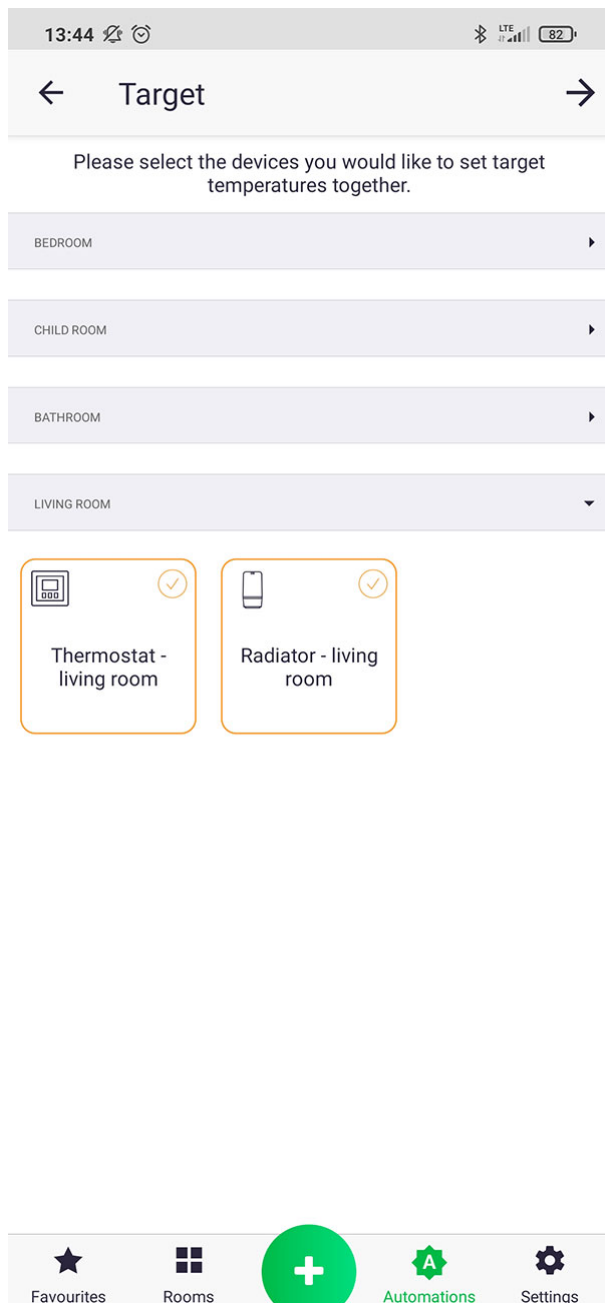 13:44
LTE
82
Target
Please select the devices you would like to set target
temperatures together.
BEDROOM
CHILD ROOM
BATHROOM
LIVING ROOM
Thermostat -
living room
Radiator - living
room
A
Favourites
Rooms
Automations
Settings